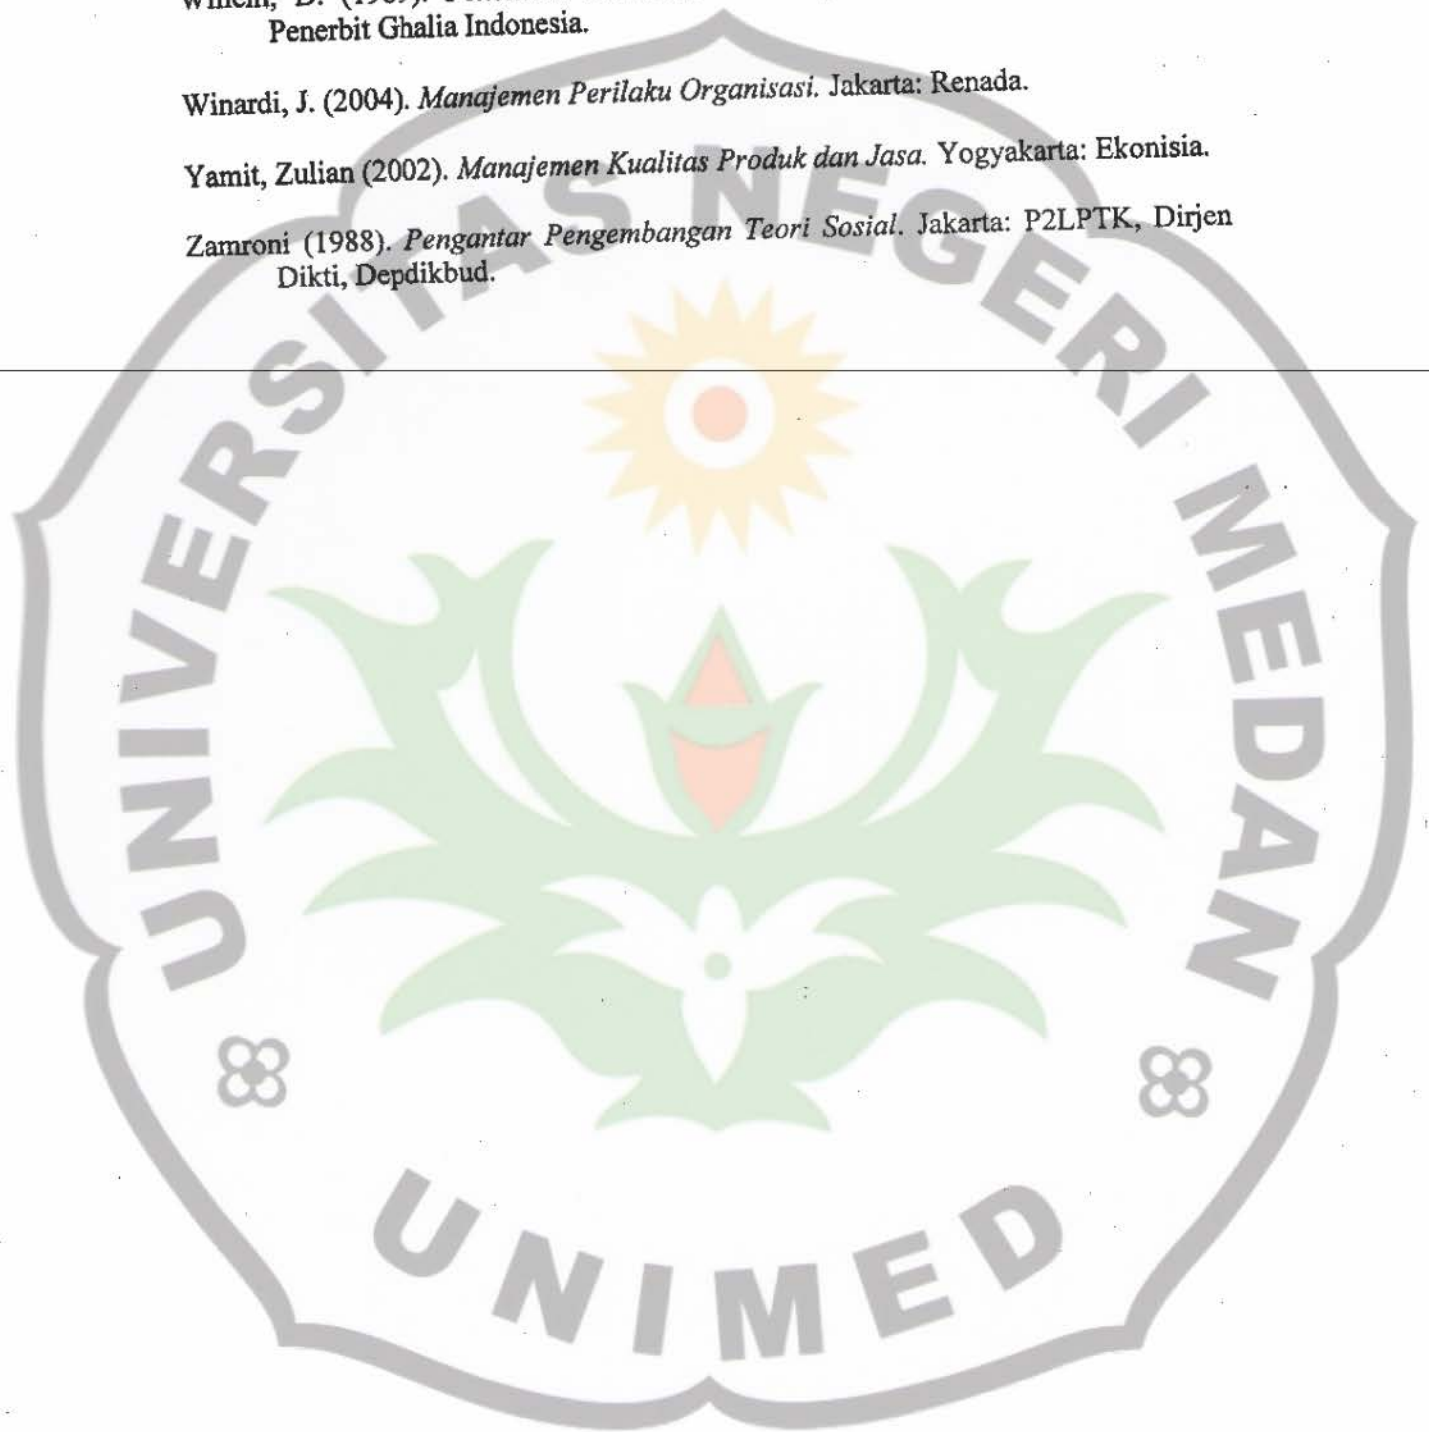 Penerbit Ghalia Indonesia.
Winardi, J. (2004). Manajemen Perilaku Organisasi. Jakarta: Renada.
Yamit, Zulian (2002). Manajemen Kualitas Produk dan Jasa. Yogyakarta: Ekonisia.
Zamroni (1988). Pengantar Pengembangan Teori Sosial. Jakarta: P2LPTK, Dirjen
Dikti, Depdikbud.
UNIVERSITAS NEGERI MEDAN
UNIMED